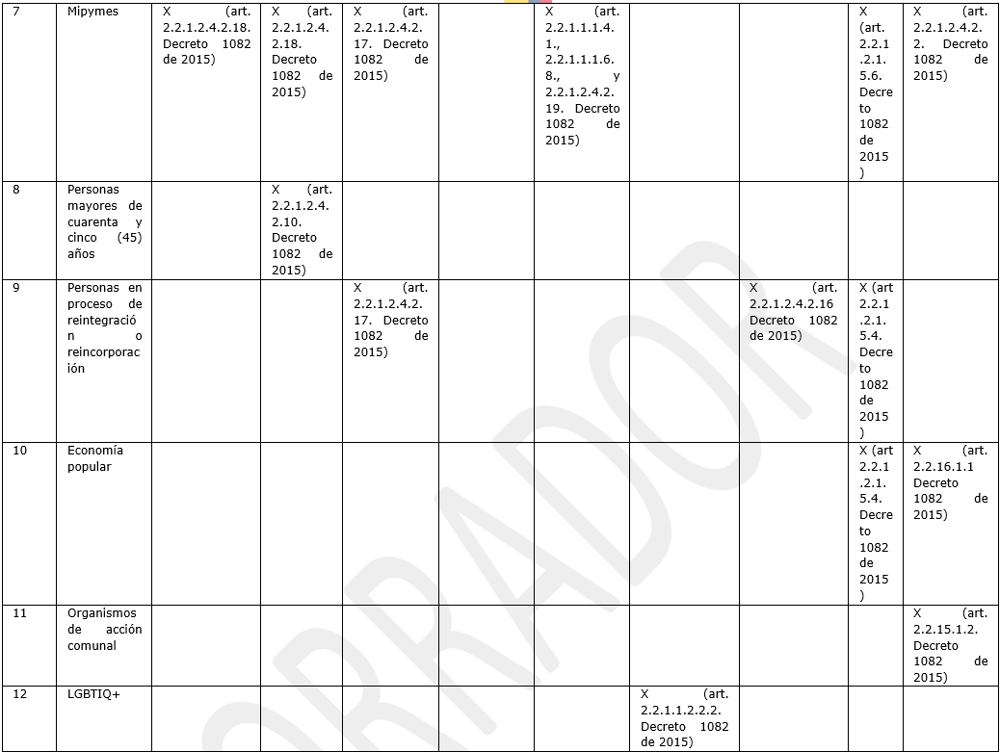 7
Mipymes
X (art.
2.2.1.2.4.2.18.
Decreto 1082
de 2015)
X (art.
2.2.1.2.4.
2.18.
Decreto
1082 de
2015)
X (art.
2.2.1.2.4.2.
17. Decreto
1082 de
2015)
X (art.
2.2.1.1.1.4.
1.,
2.2.1.1.1.6.
8., y
2.2.1.2.4.2.
19. Decreto
1082 de
2015)
X
(art.
2.2.1
.2.1.
5.6.
Decre
to
1082
de
2015
)
X (art.
2.2.1.2.4.2.
2. Decreto
1082 de
2015)
8
Personas
mayores de
cuarenta y
cinco (45)
años
X (art.
2.2.1.2.4.
2.10.
Decreto
1082 de
2015)
9
Personas en
proceso de
reintegració
n o
reincorporac
ión
X (art.
2.2.1.2.4.2.
17. Decreto
1082 de
2015)
X (art.
2.2.1.2.4.2.16
Decreto 1082
de 2015)
X (art
2.2.1
.2.1.
5.4.
Decre
to
1082
de
2015
)
10
Economía
popular
X (art
2.2.1
.2.1.
5.4.
Decre
to
1082
de
2015
)
X (art.
2.2.16.1.1
Decreto
1082 de
2015)
11
Organismos
de acción
comunal
X (art.
2.2.15.1.2.
Decreto
1082 de
2015)
12
LGBTIQ+
X (art.
2.2.1.1.2.2.2.
Decreto 1082
de 2015)
ORRADOR